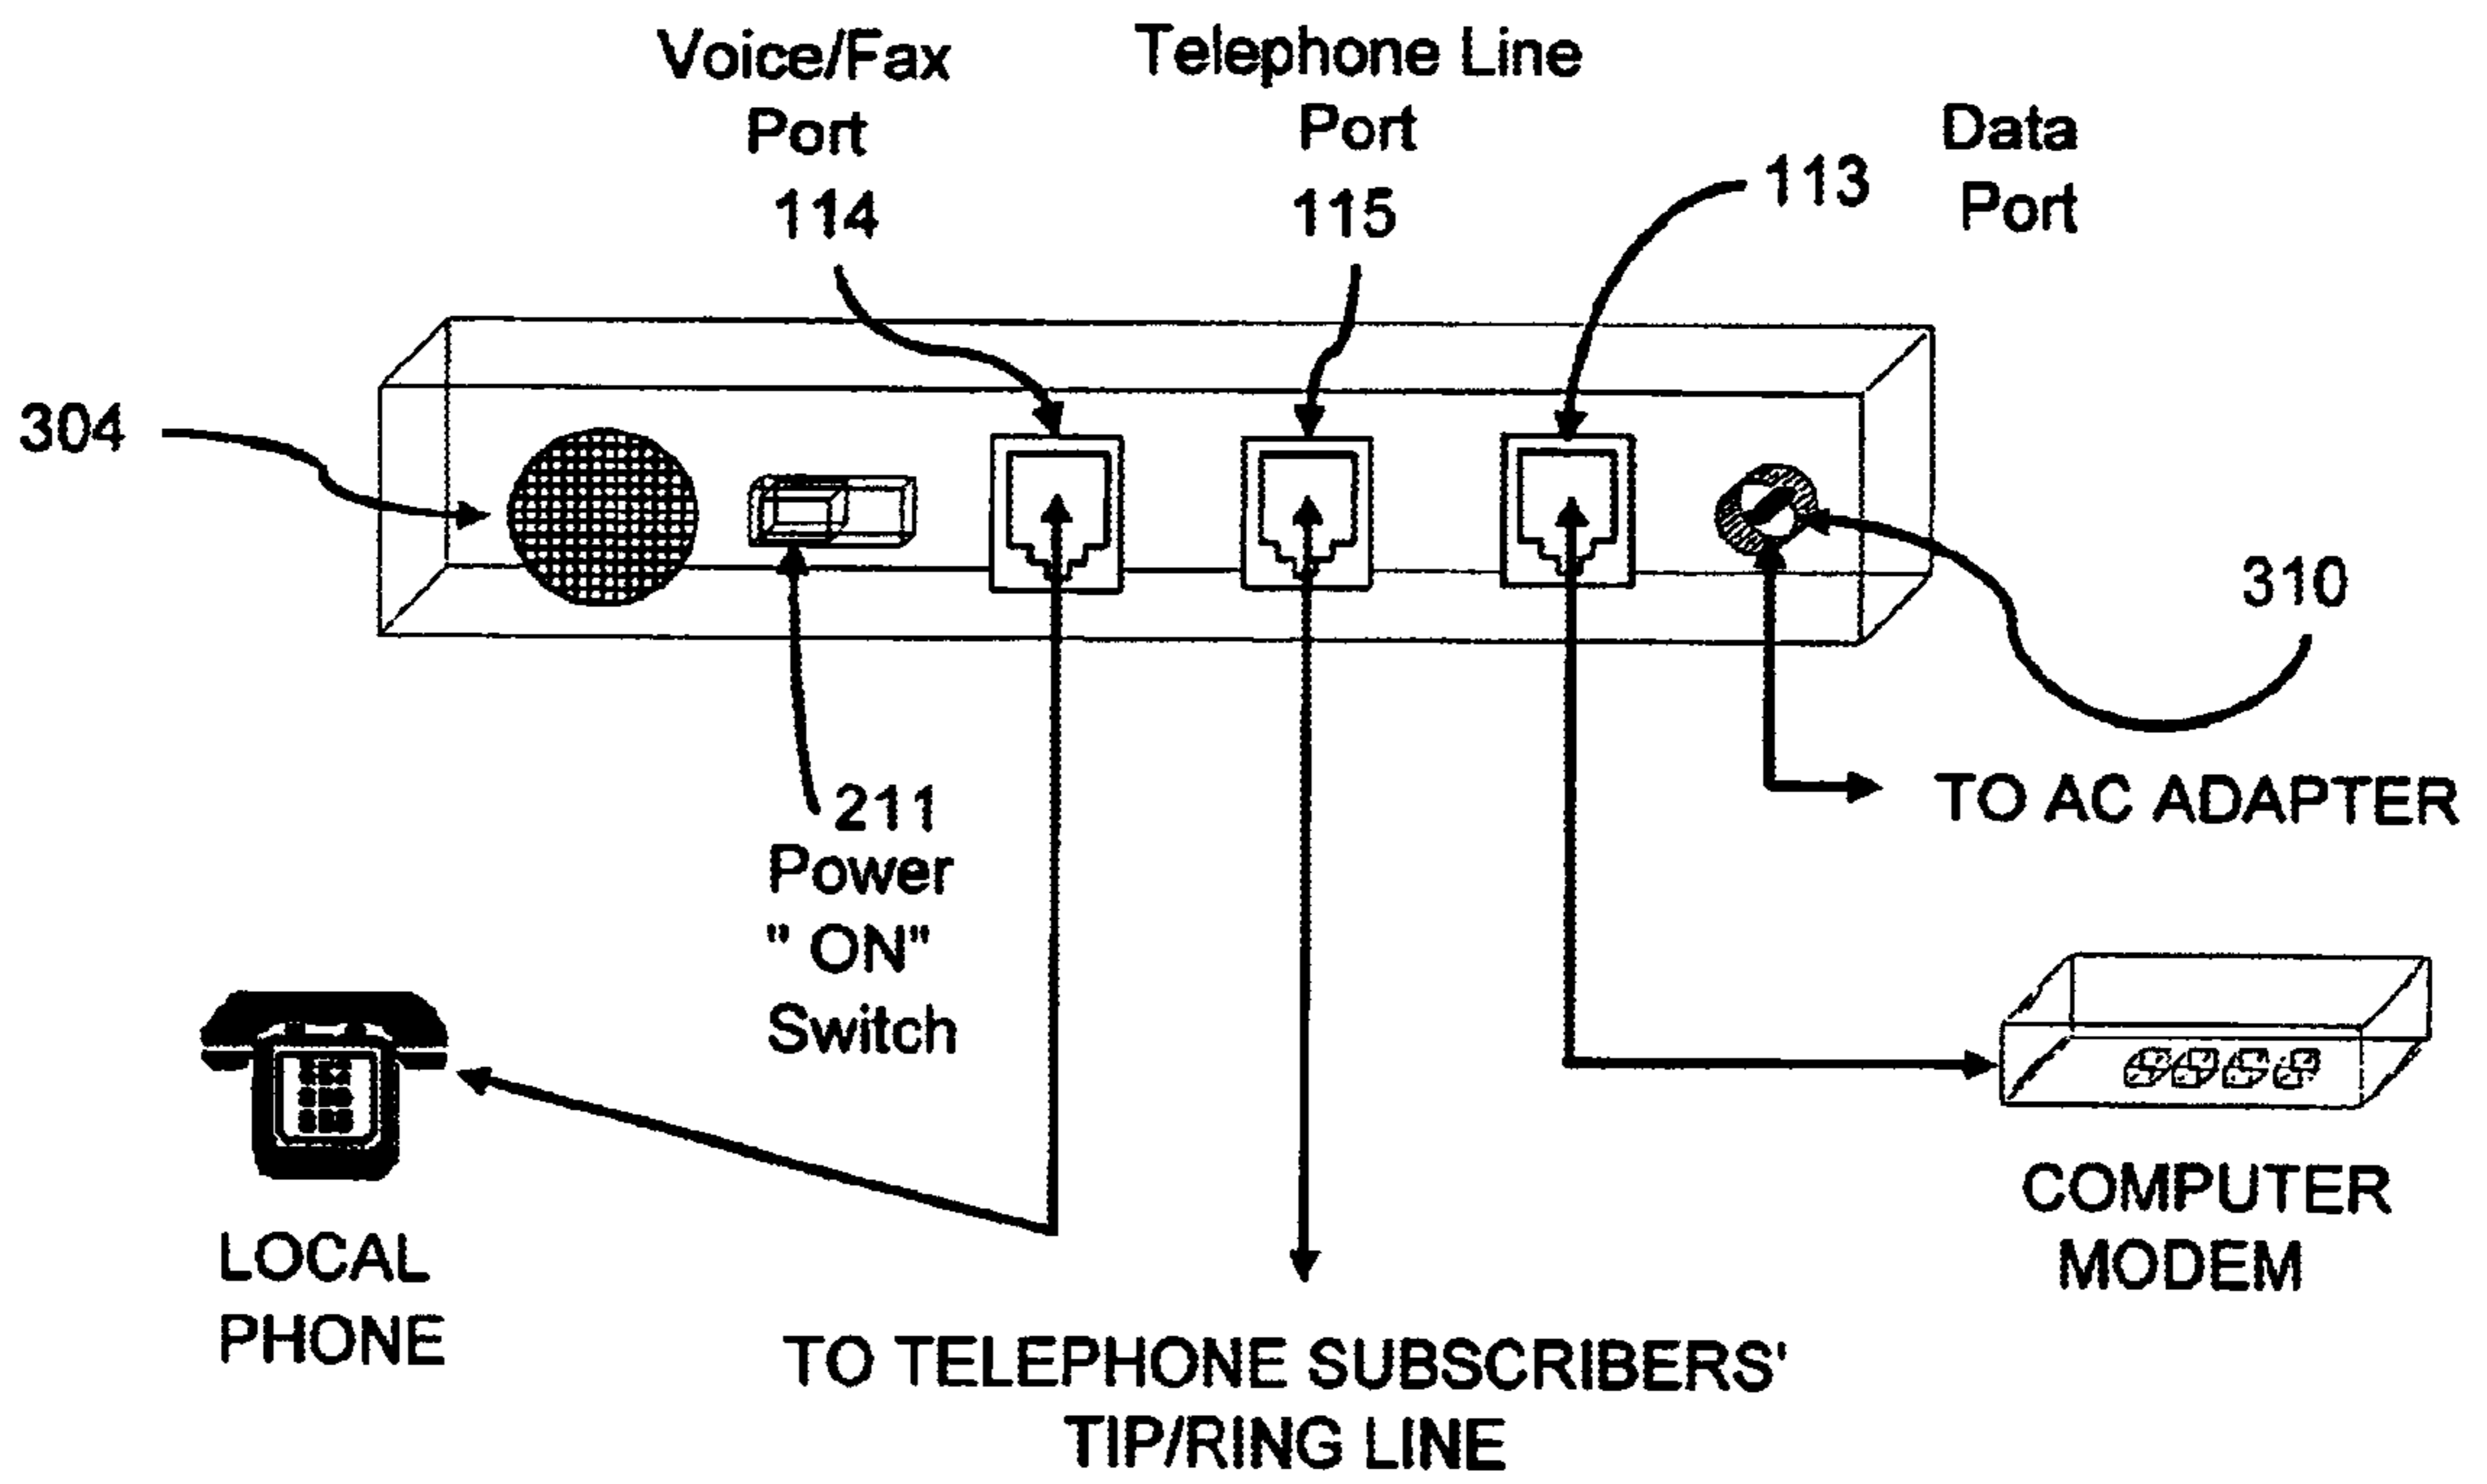 Voice/Fax
Port
114
Telephone Line
Port
115
113
Data
Port
304
310
211
Power
" ON"
Switch
TO AC ADAPTER
LOCAL
PHONE
COMPUTER
MODEM
TO TELEPHONE SUBSCRIBERS'
TIP/RING LINE